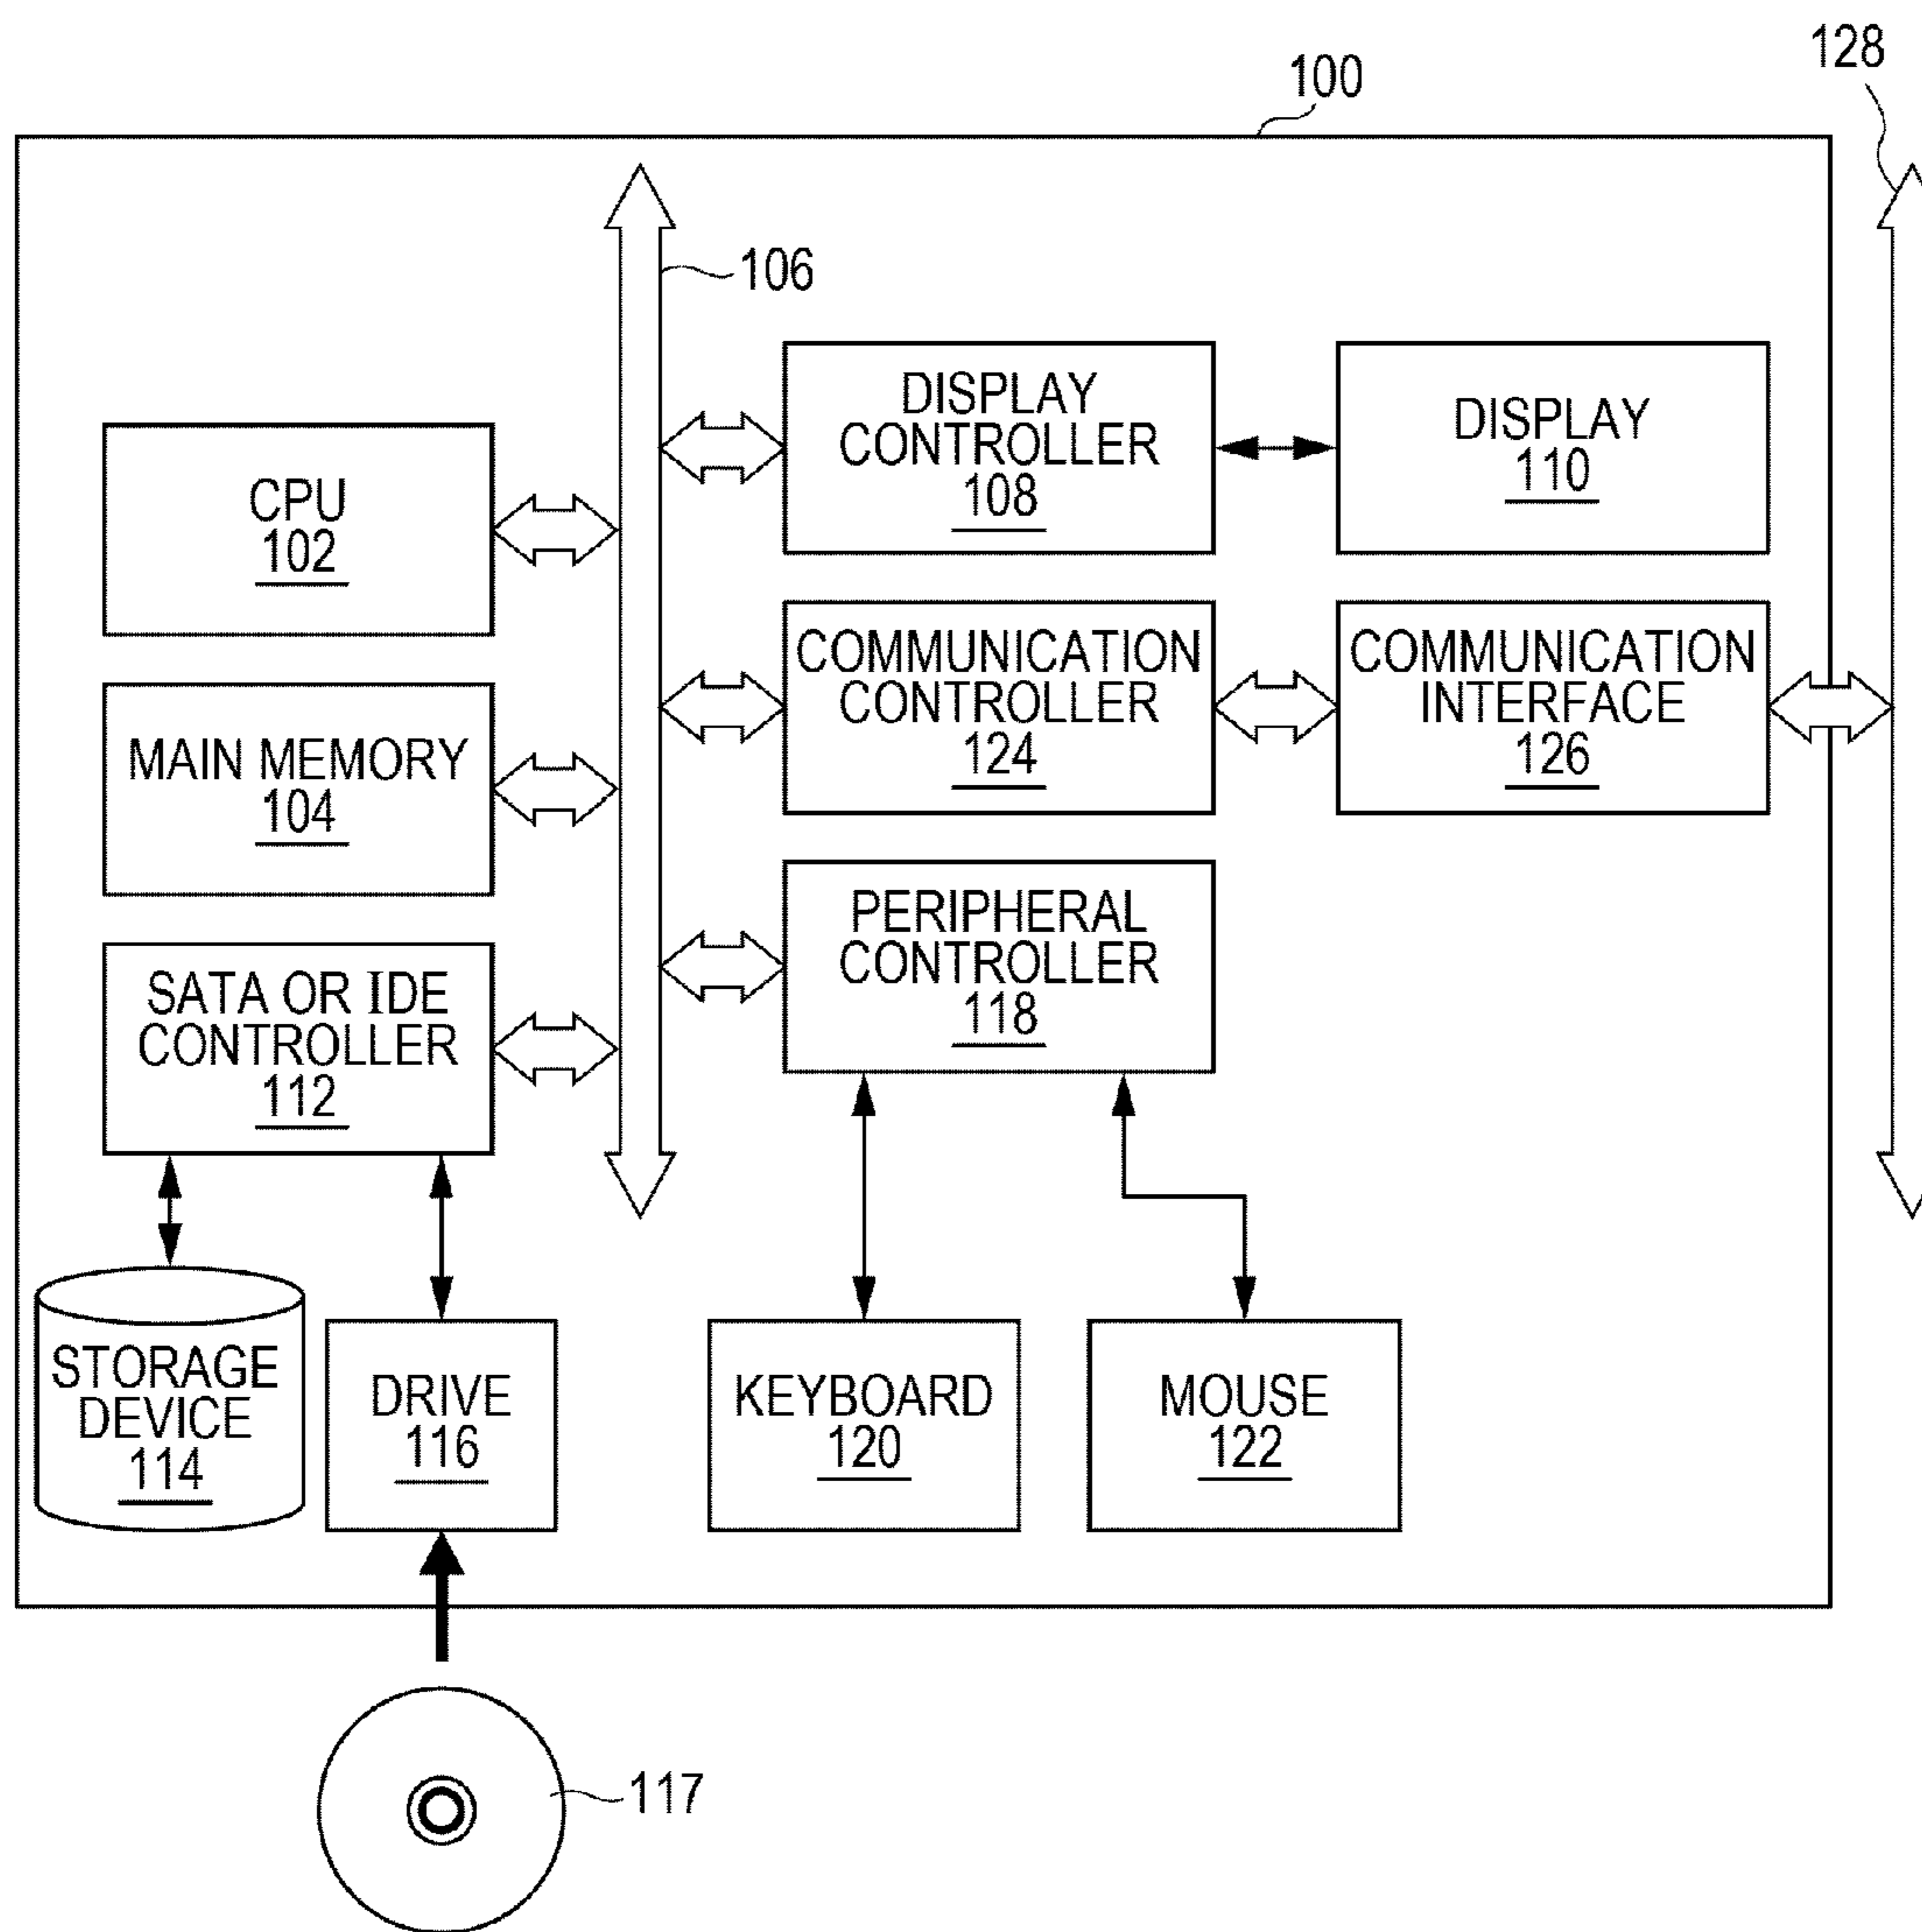 128
100
106
DISPLAY
CONTROLLER
108
DISPLAY
110
CPU
102
COMMUNICATION
CONTROLLER
124
COMMUNICATION
INTERFACE
126
MAIN MEMORY
104
PERIPHERAL
CONTROLLER
118
SATA OR IDE
CONTROLLER
112
STORAGE
DEVICE
114
DRIVE
116
KEYBOARD
120
MOUSE
122
117